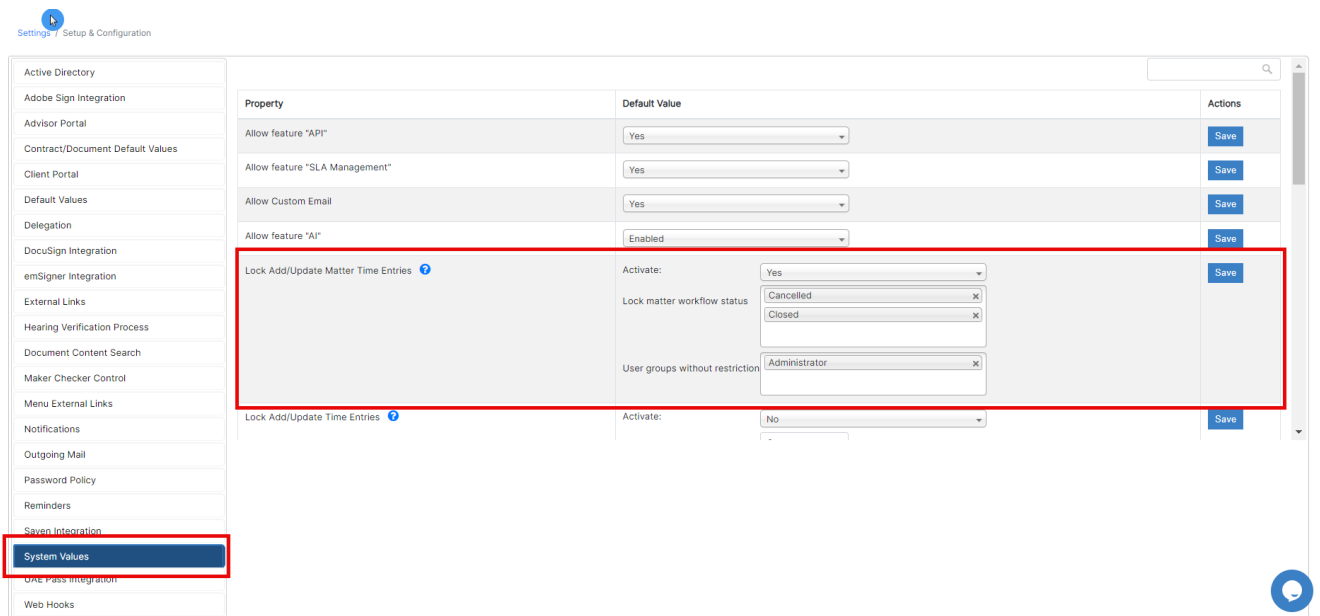 Settings / Setup & Configuration
Active Directory
Adobe Sign Integration
Advisor Portal
Contract/Document Default Values
Client Portal
Default Values
Delegation
DocuSign Integration
emSigner Integration
External Links
Hearing Verification Process
Document Content Search
Maker Checker Control
Menu External Links
Notifications
Outgoing Mail
Password Policy
Reminders
Saven Integration
System Values
UAE Pass Integration
Web Hooks
Property Default Value Actions
Allow feature "API" Yes Save
Allow feature "SLA Management" Yes Save
Allow Custom Email Yes Save
Allow feature "AI" Enabled Save
Lock Add/Update Matter Time Entries ? Activate: Yes Save
Lock matter workflow status Cancelled ×
Closed ×
User groups without restriction Administrator ×
Lock Add/Update Time Entries ? Activate: No Save